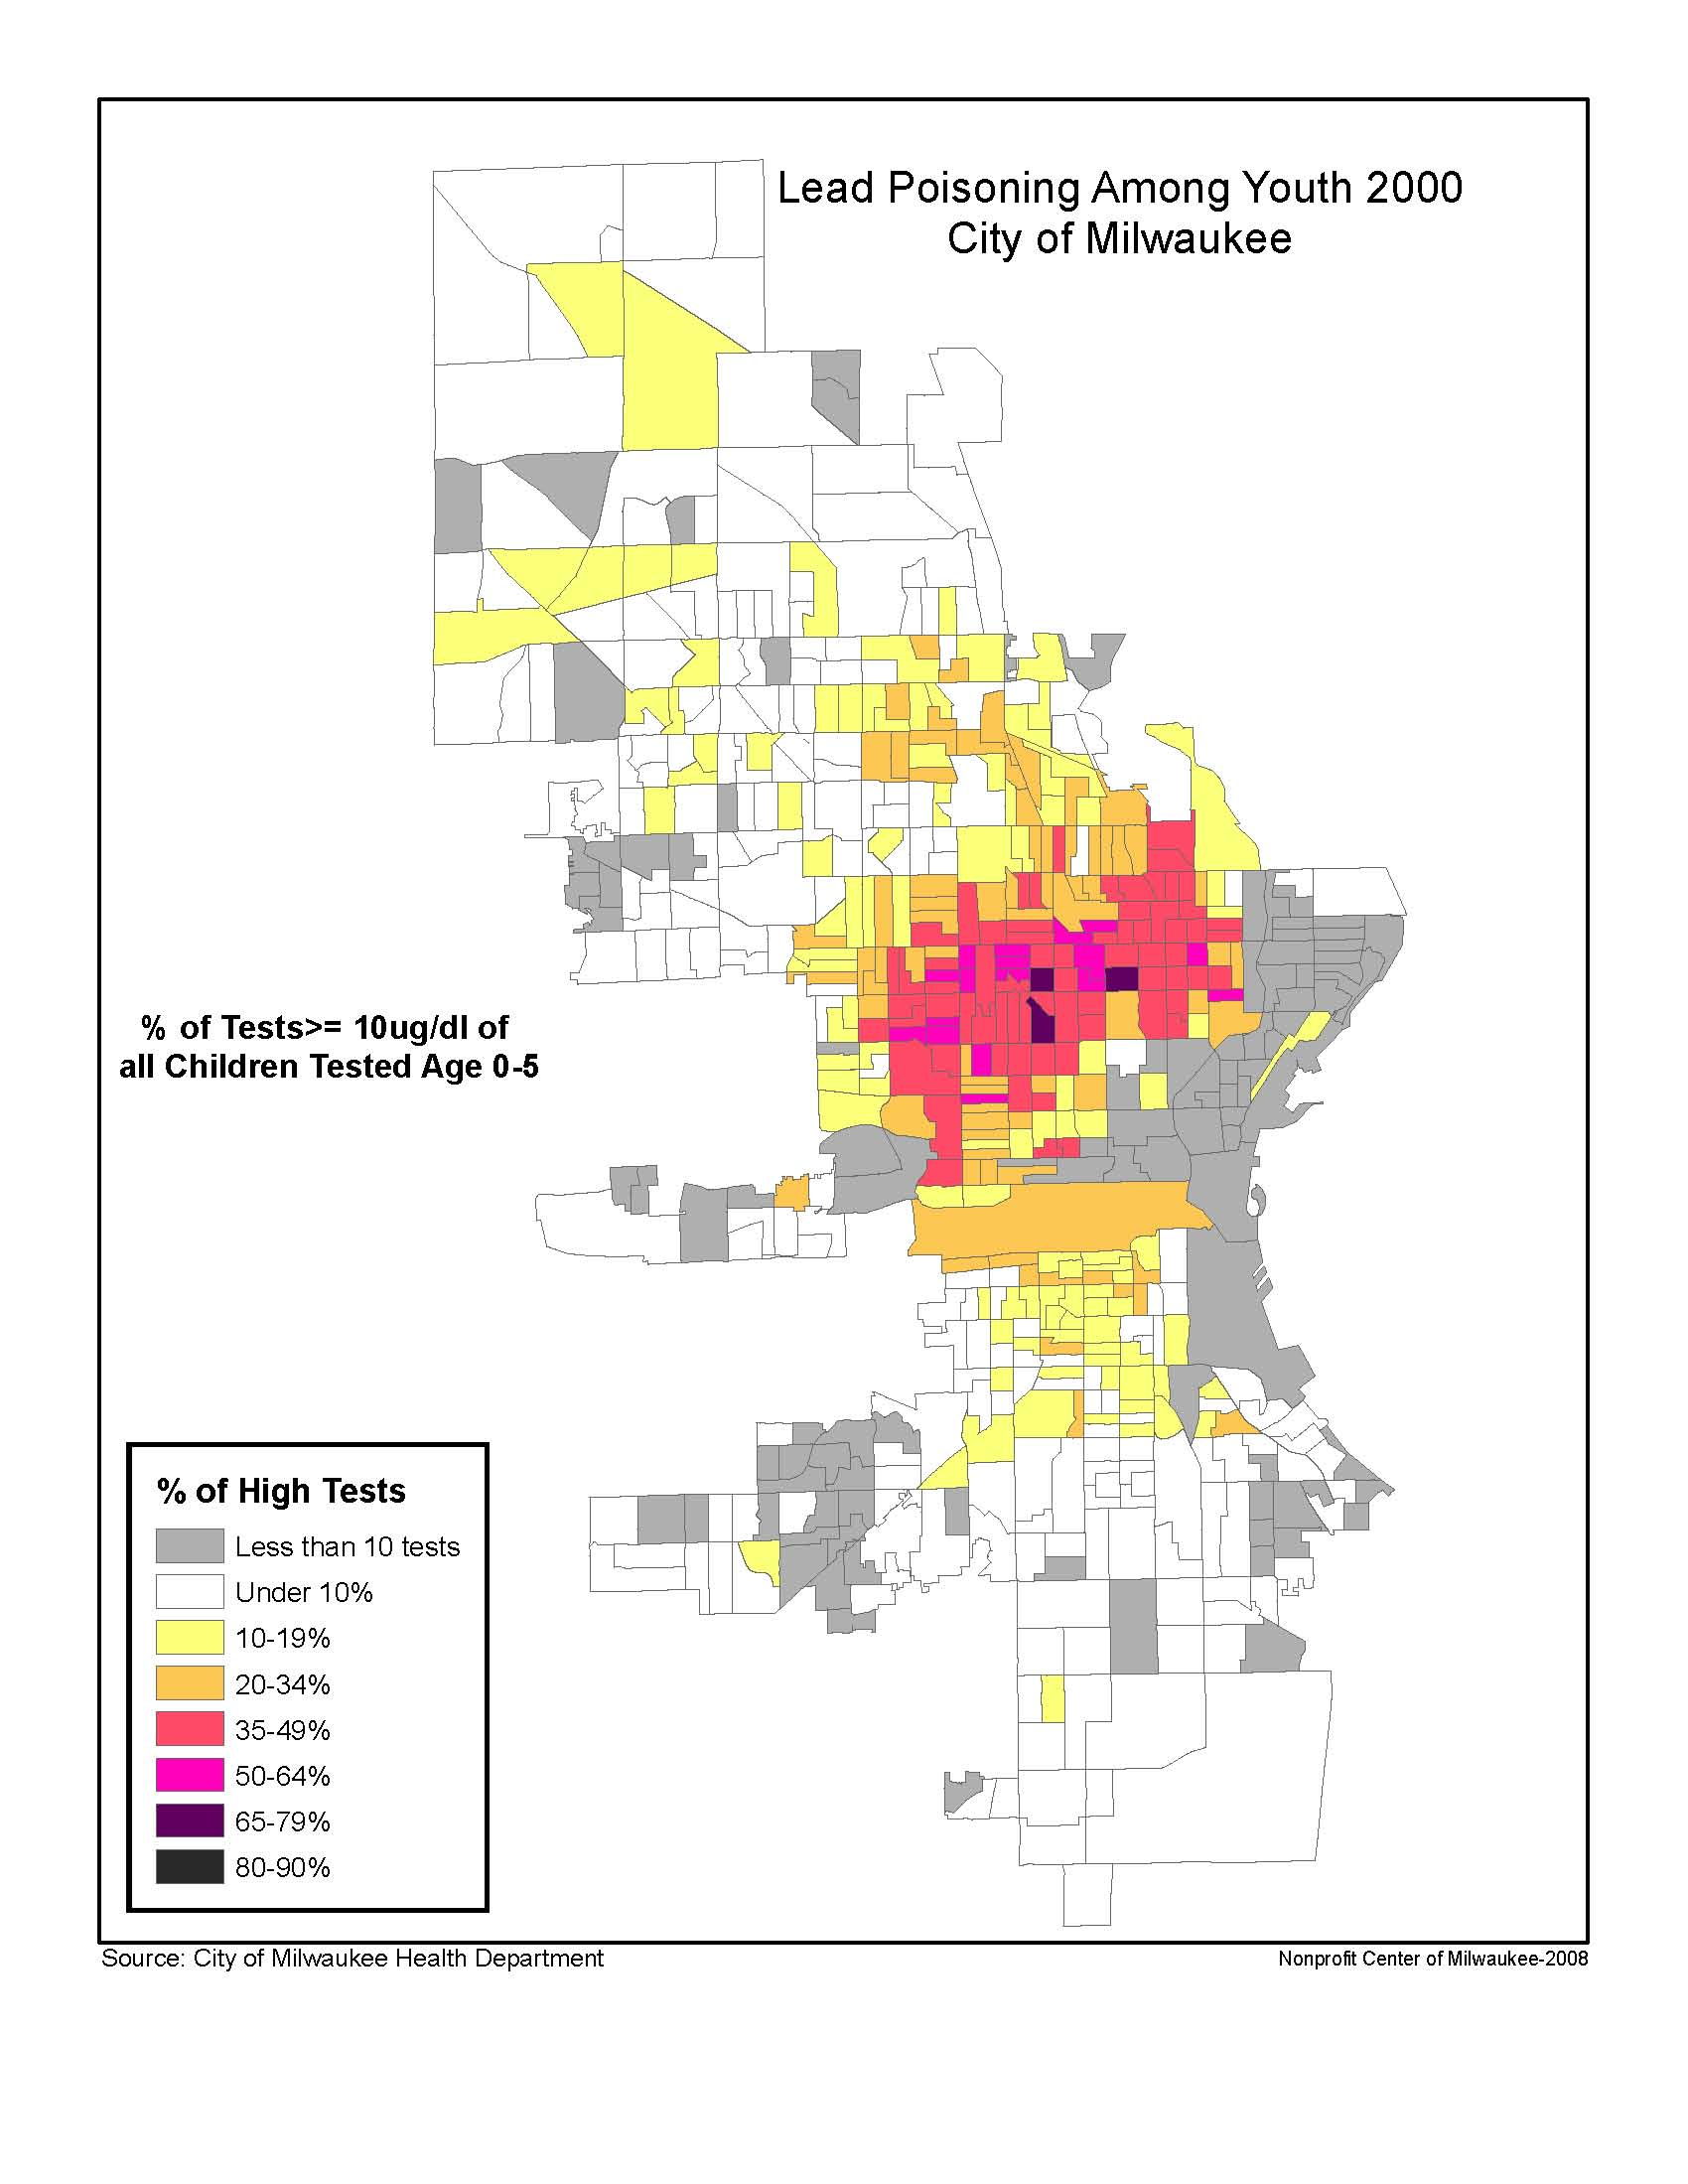 Lead Poisoning Among Youth 2000
City of Milwaukee
% of Tests>= 10ug/dl of
all Children Tested Age 0-5
% of High Tests
Less than 10 tests
Under 10%
10-19%
20-34%
35-49%
50-64%
65-79%
80-90%
Source: City of Milwaukee Health Department
Nonprofit Center of Milwaukee-2008